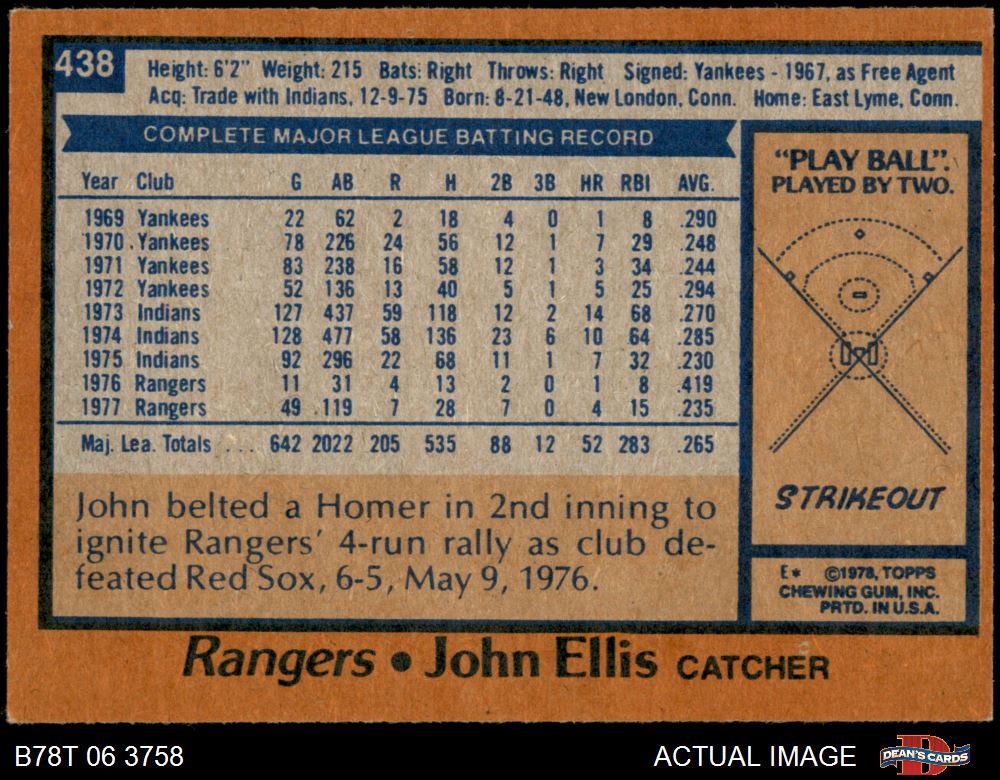 438
Height: 6'2" Weight: 215 Bats: Right Throws: Right Signed: Yankees - 1967, as Free Agent
Acq: Trade with Indians, 12-9-75 Born: 8-21-48, New London, Conn. Home: East Lyme, Conn.
COMPLETE MAJOR LEAGUE BATTING RECORD
Year Club G AB R H 2B 3B HR RBI AVG.
1969 Yankees 22 62 2 18 4 0 1 8 .290
1970 Yankees 78 226 24 56 12 1 7 29 .248
1971 Yankees 83 238 16 58 12 1 3 34 .244
1972 Yankees 52 136 13 40 5 1 5 25 .294
1973 Indians 127 437 59 118 12 2 14 68 .270
1974 Indians 128 477 58 136 23 6 10 64 .285
1975 Indians 92 296 22 68 11 1 7 32 .230
1976 Rangers 11 31 4 13 2 0 1 8 .419
1977 Rangers 49 119 7 28 7 0 4 15 .235
Maj. Lea. Totals ... 642 2022 205 535 88 12 52 283 .265
John belted a Homer in 2nd inning to
ignite Rangers' 4-run rally as club de-
feated Red Sox, 6-5, May 9, 1976.
"PLAY BALL".
PLAYED BY TWO.
STRIKEOUT
E* ©1978, TOPPS
CHEWING GUM, INC.
PRTD. IN U.S.A.
Rangers • John Ellis CATCHER
B78T 06 3758
ACTUAL IMAGE
DEAN'S CARDS